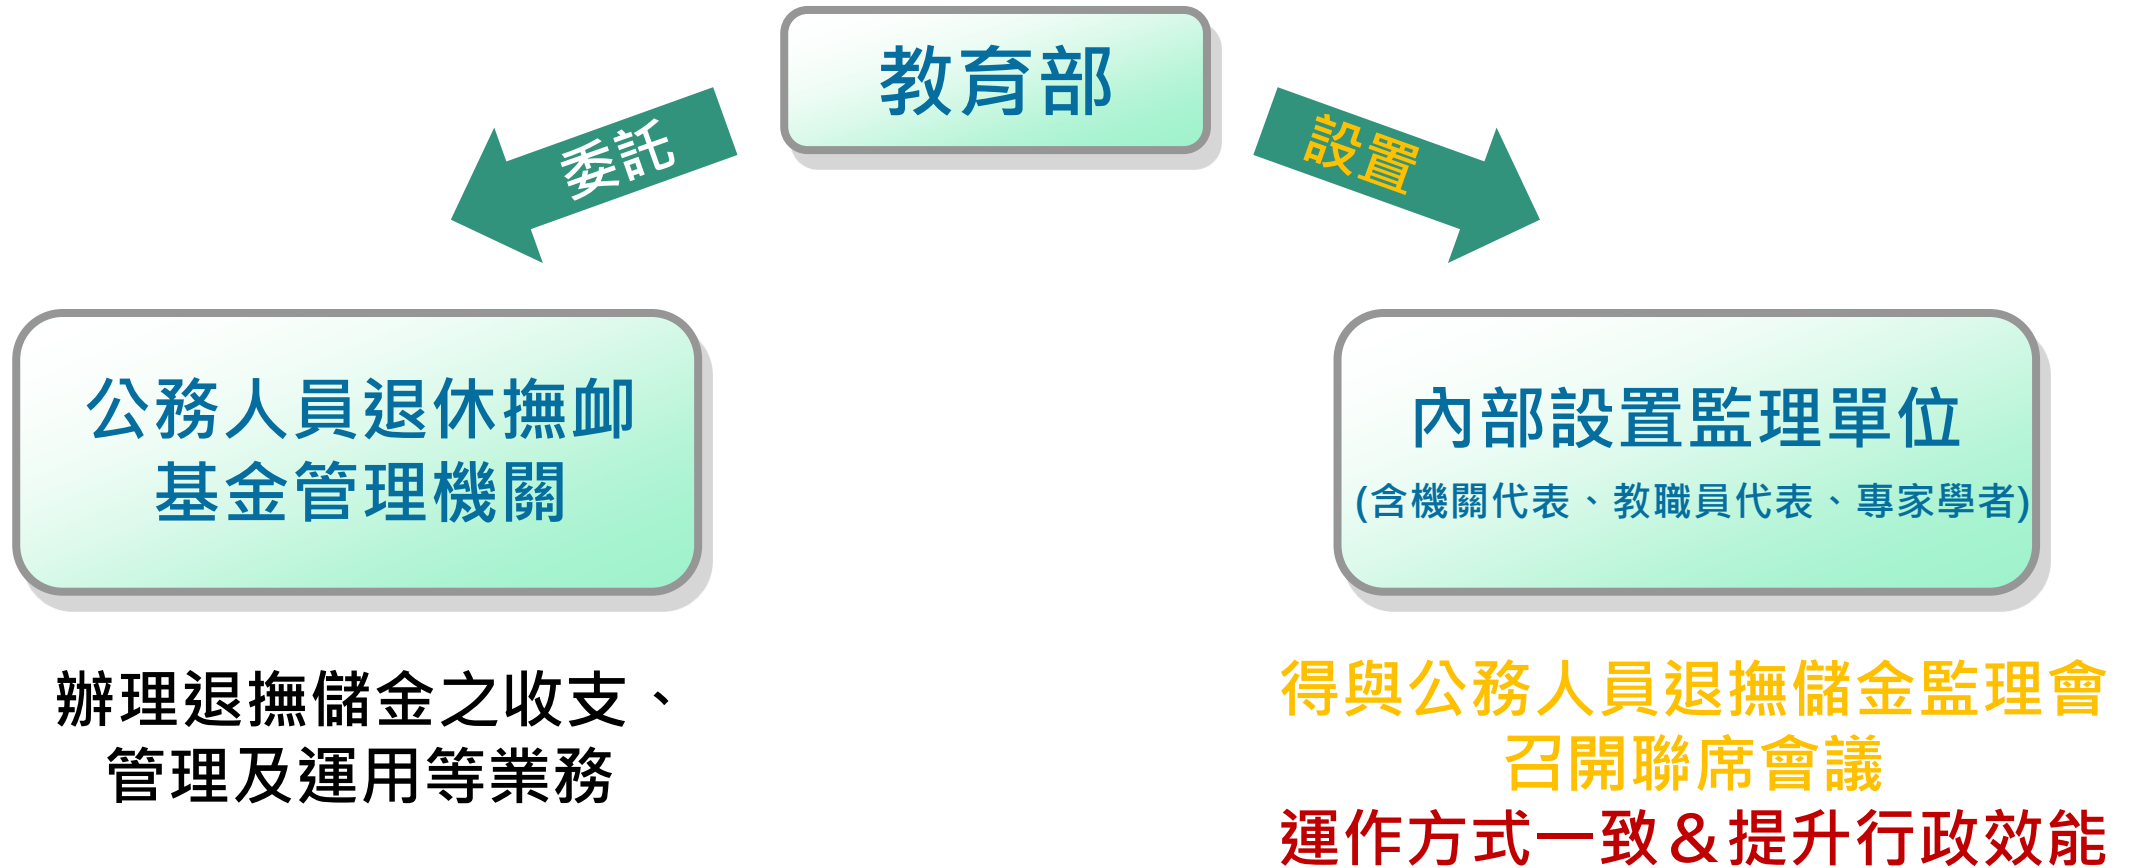 教育部
委託
設置
公務人員退休撫卹
基金管理機關
內部設置監理單位
(含機關代表、教職員代表、專家學者)
辦理退撫儲金之收支、
管理及運用等業務
得與公務人員退撫儲金監理會
召開聯席會議
運作方式一致＆提升行政效能